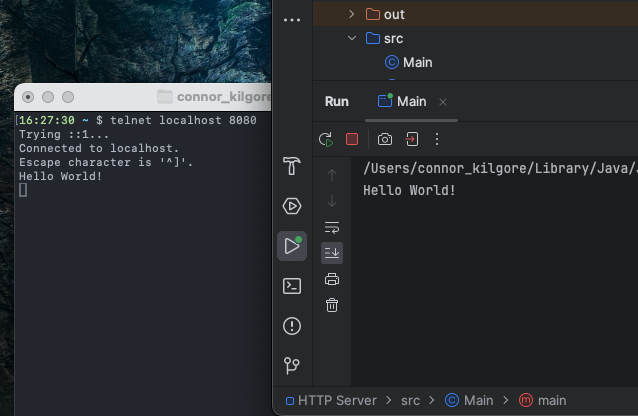 connor_kilgore
[16:27:30 ~ $ telnet localhost 8080
Trying ::1...
Connected to localhost.
Escape character is '^]'.
Hello World!
out
src
Main
Run
Main
/Users/connor_kilgore/Library/Java/J
Hello World!
HTTP Server > src > Main > main